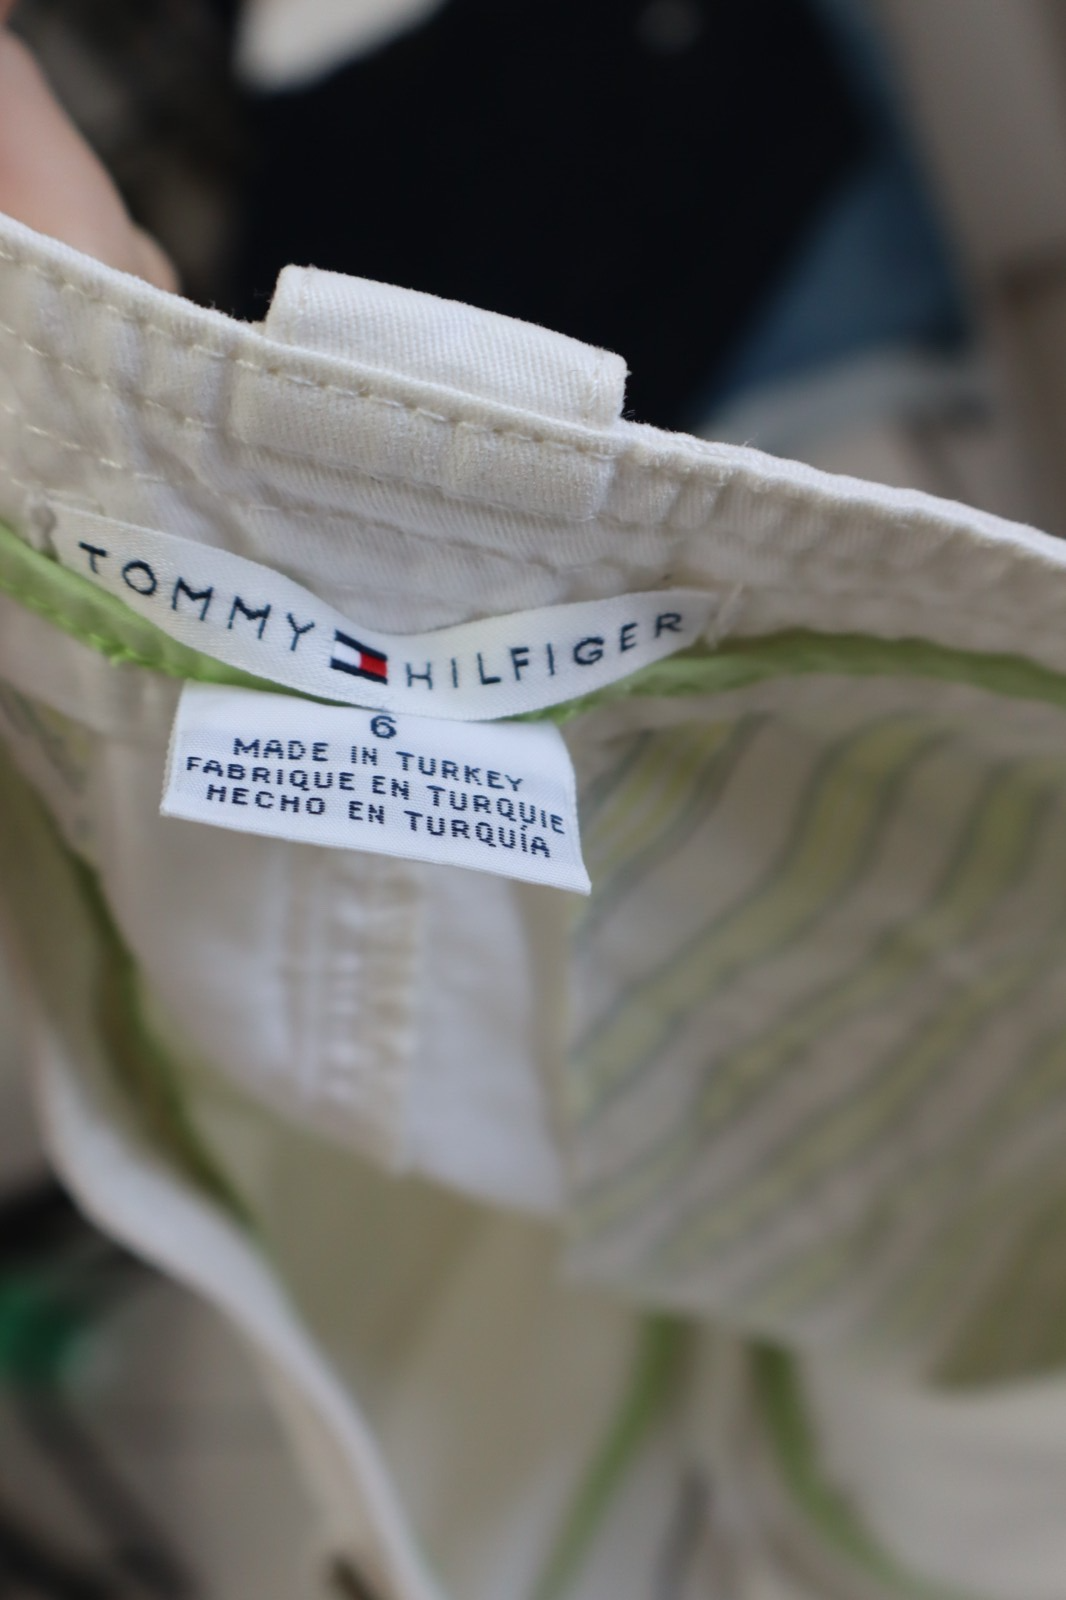 TOMMY HILFIGER
6
MADE IN TURKEY
FABRIQUE EN TURQUIE
HECHO EN TURQUÍA